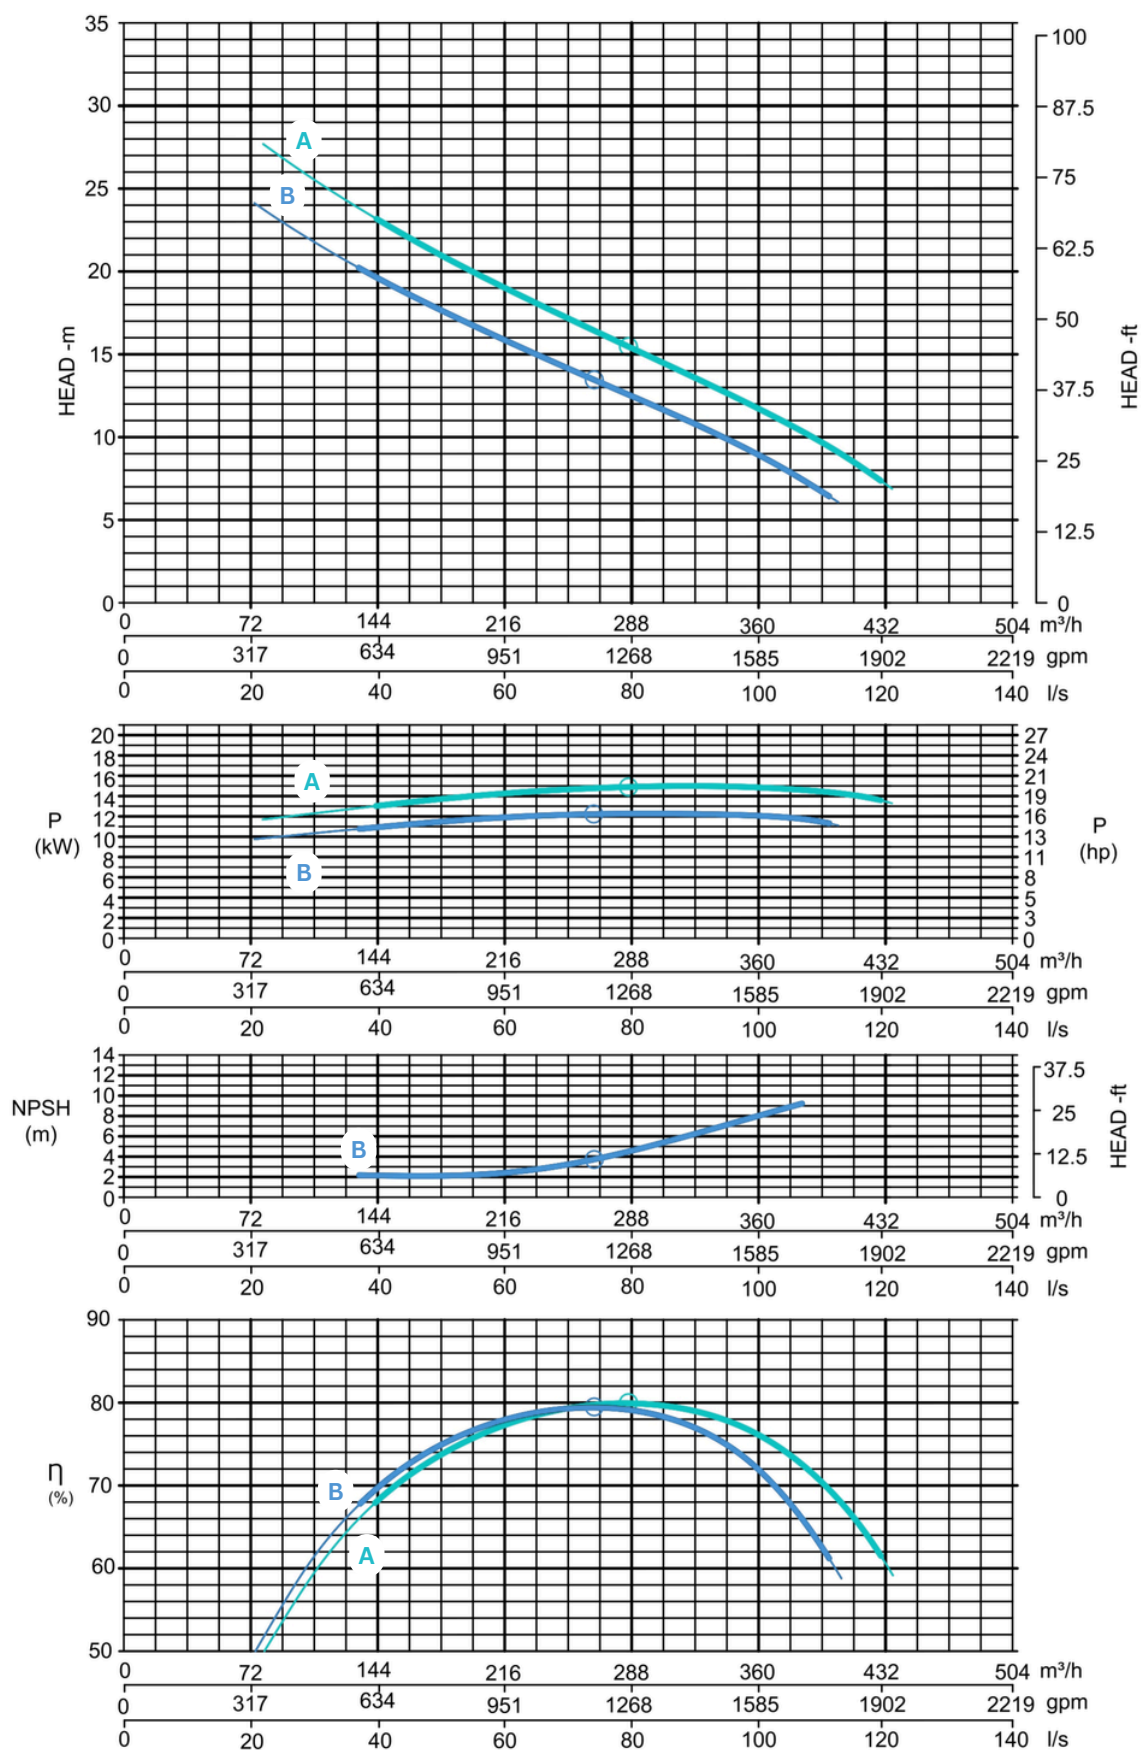 35
100
30
87.5
A
25
75
B
62.5
20
HEAD -m
50
HEAD -ft
15
37.5
10
25
5
12.5
0
0
0 72 144 216 288 360 432 504 m³/h
0 317 634 951 1268 1585 1902 2219 gpm
0 20 40 60 80 100 120 140 l/s
20 27
18 24
16 A 21
14 19
12 16
P
(kW)
10 13
P
(hp)
8 11
6 B 8
4 5
2 3
0 0
0 72 144 216 288 360 432 504 m³/h
0 317 634 951 1268 1585 1902 2219 gpm
0 20 40 60 80 100 120 140 l/s
14
12 37.5
10
NPSH
(m)
8 25
HEAD -ft
6
B
4 12.5
2
0 0
0 72 144 216 288 360 432 504 m³/h
0 317 634 951 1268 1585 1902 2219 gpm
0 20 40 60 80 100 120 140 l/s
90
80
η
(%)
70
B
A
60
50
0 72 144 216 288 360 432 504 m³/h
0 317 634 951 1268 1585 1902 2219 gpm
0 20 40 60 80 100 120 140 l/s